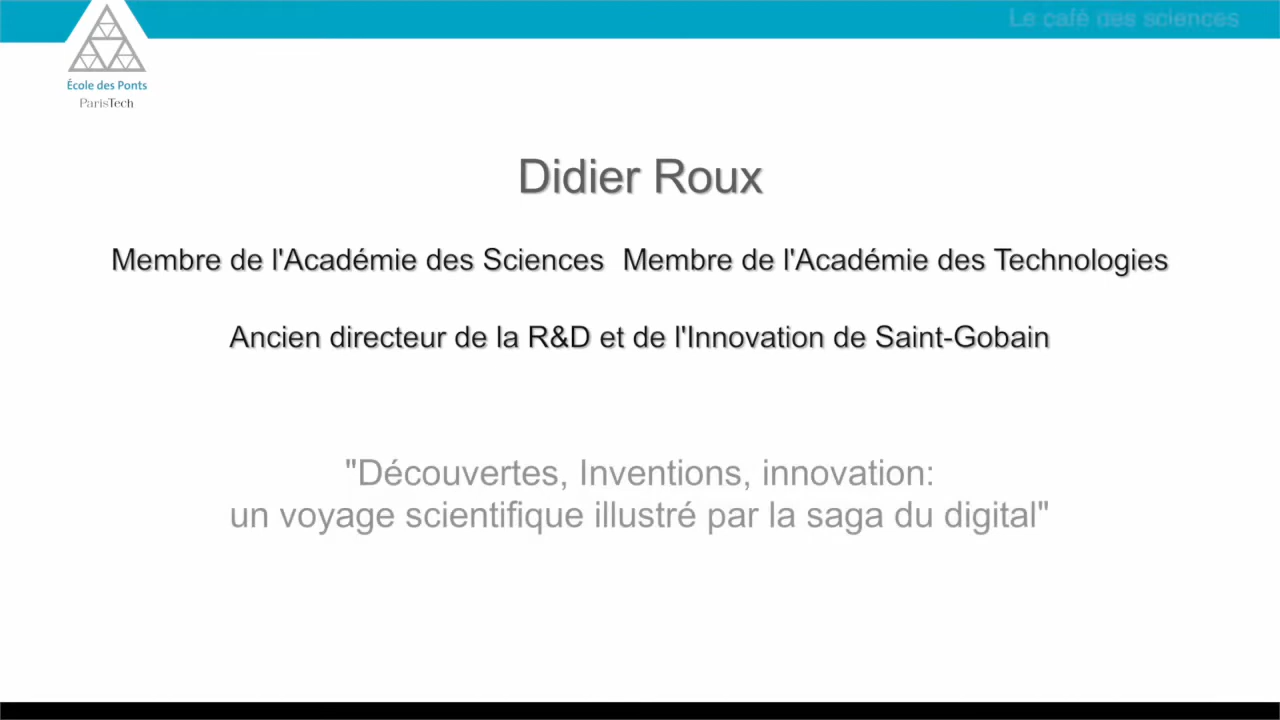 Le café des sciences
École des Ponts
ParisTech
Didier Roux
Membre de l'Académie des Sciences Membre de l'Académie des Technologies
Ancien directeur de la R&D et de l'Innovation de Saint-Gobain
"Découvertes, Inventions, innovation:
un voyage scientifique illustré par la saga du digital"